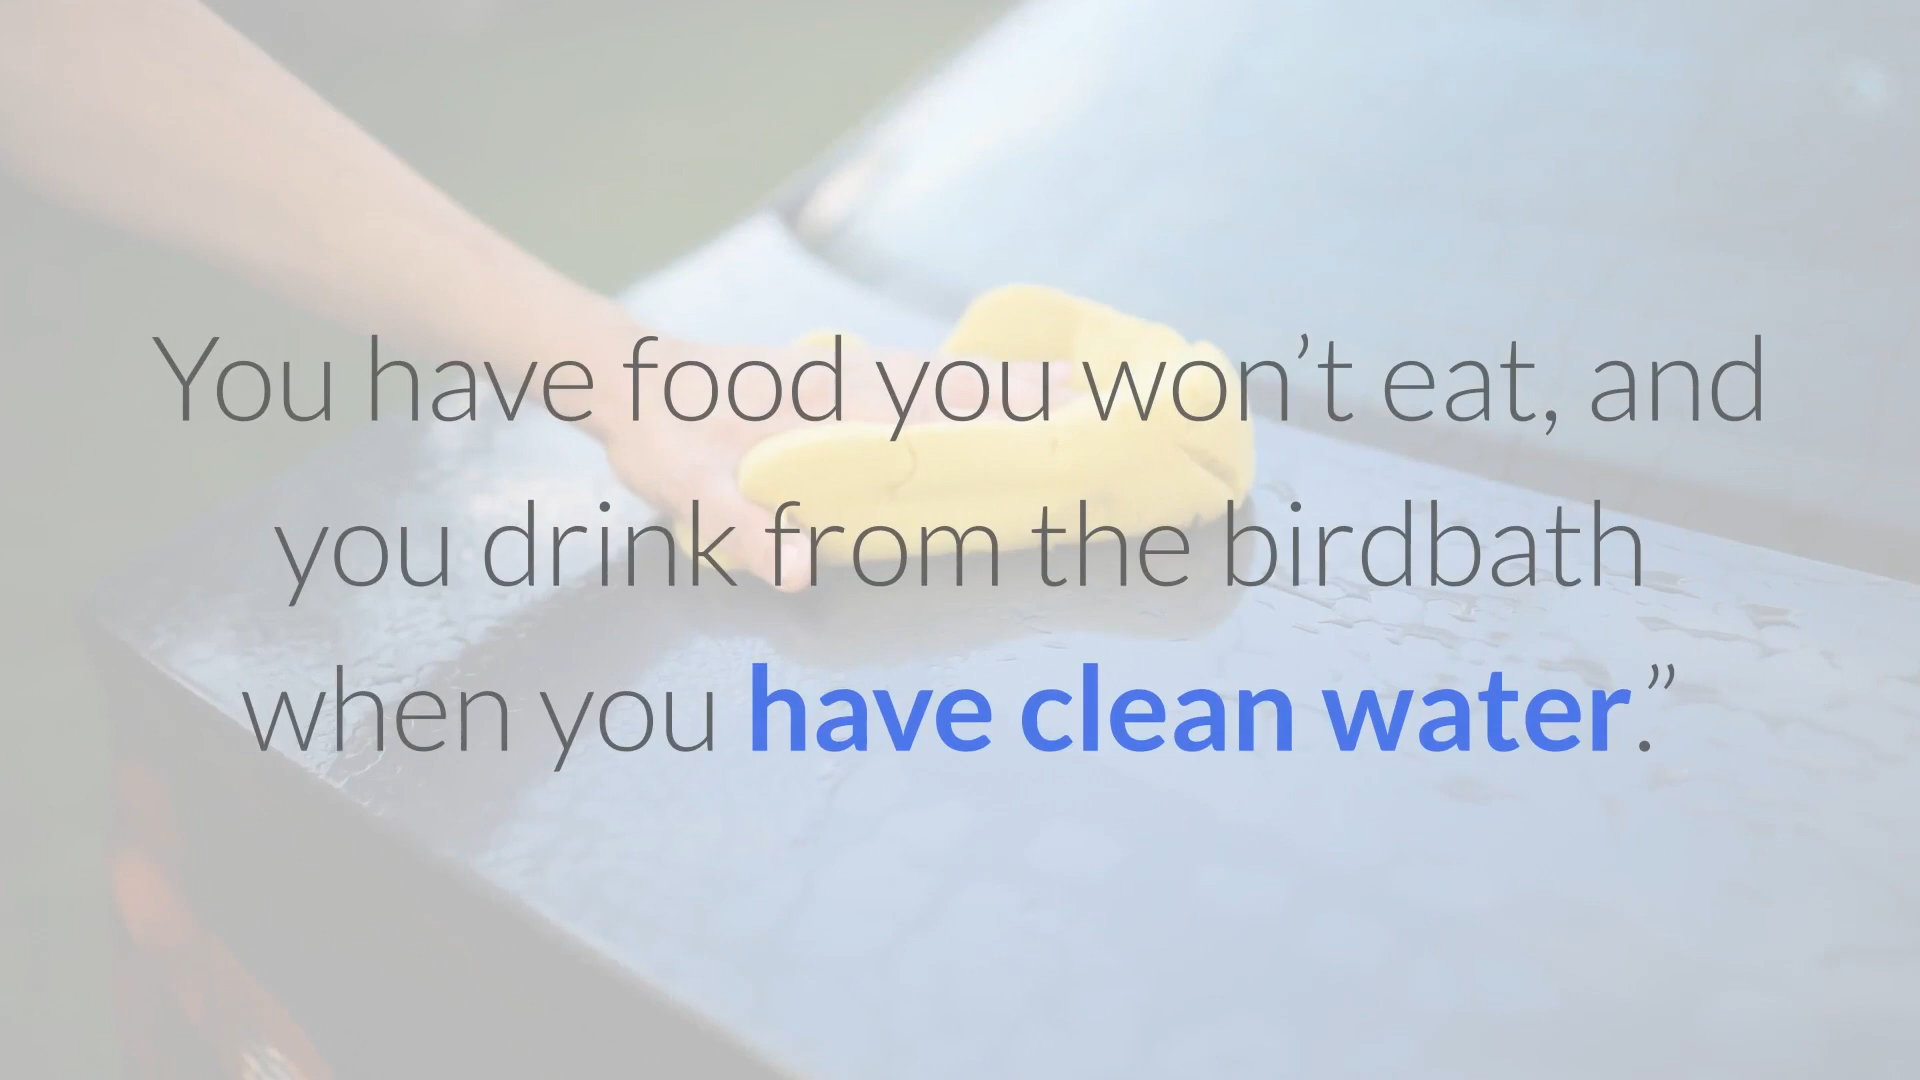 You have food you won’t eat, and
you drink from the birdbath
when you have clean water.”